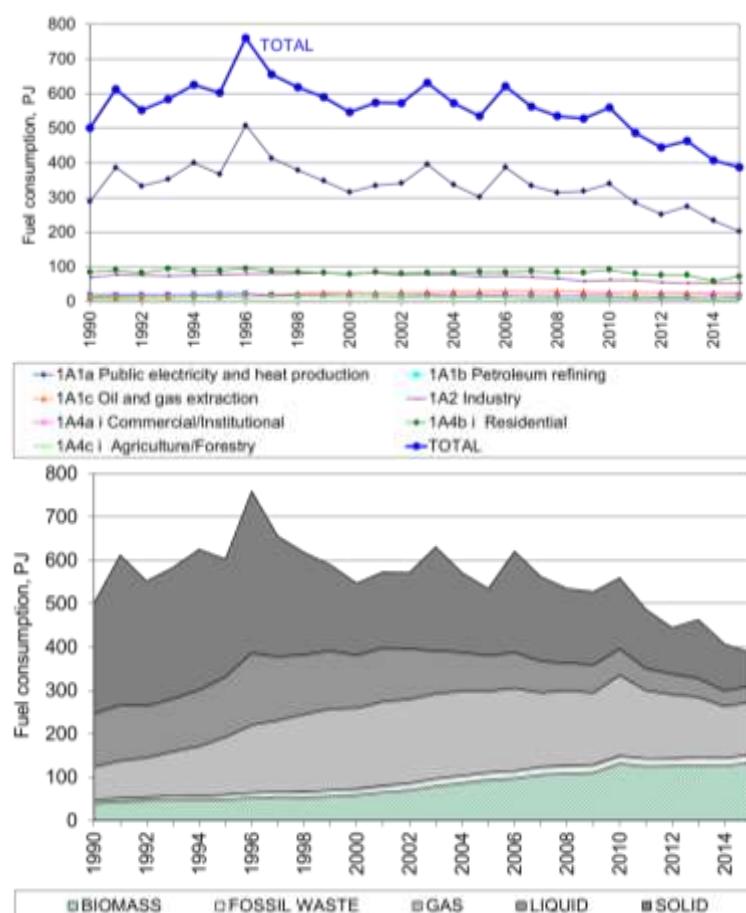 800
700
600
500
400
300
200
100
0
Fuel consumption, PJ
TOTAL
1990 1992 1994 1996 1998 2000 2002 2004 2006 2008 2010 2012 2014
1A1a Public electricity and heat production 1A1b Petroleum refining
1A1c Oil and gas extraction 1A2 Industry
1A4a i Commercial/Institutional 1A4b i Residential
1A4c i Agriculture/Forestry TOTAL
800
700
600
500
400
300
200
100
0
Fuel consumption, PJ
1990 1992 1994 1996 1998 2000 2002 2004 2006 2008 2010 2012 2014
BIOMASS FOSSIL WASTE GAS LIQUID SOLID